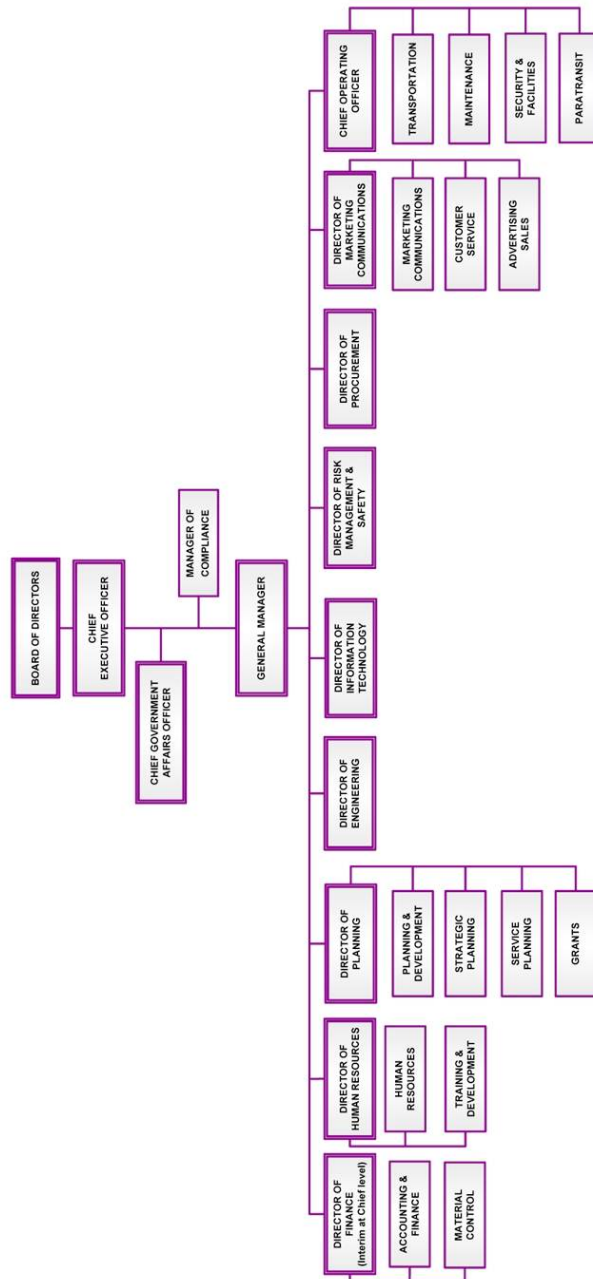 BOARD OF DIRECTORS
CHIEF
EXECUTIVE OFFICER
CHIEF GOVERNMENT
AFFAIRS OFFICER
MANAGER OF
COMPLIANCE
GENERAL MANAGER
DIRECTOR OF
FINANCE
(Interim at Chief level)
ACCOUNTING &
FINANCE
MATERIAL
CONTROL
DIRECTOR OF
HUMAN RESOURCES
HUMAN
RESOURCES
TRAINING &
DEVELOPMENT
DIRECTOR OF
PLANNING
PLANNING &
DEVELOPMENT
STRATEGIC
PLANNING
SERVICE
PLANNING
GRANTS
DIRECTOR OF
ENGINEERING
DIRECTOR OF
INFORMATION
TECHNOLOGY
DIRECTOR OF RISK
MANAGEMENT &
SAFETY
DIRECTOR OF
PROCUREMENT
DIRECTOR OF
MARKETING
COMMUNICATIONS
MARKETING
COMMUNICATIONS
CUSTOMER
SERVICE
ADVERTISING
SALES
CHIEF OPERATING
OFFICER
TRANSPORTATION
MAINTENANCE
SECURITY &
FACILITIES
PARATRANSIT